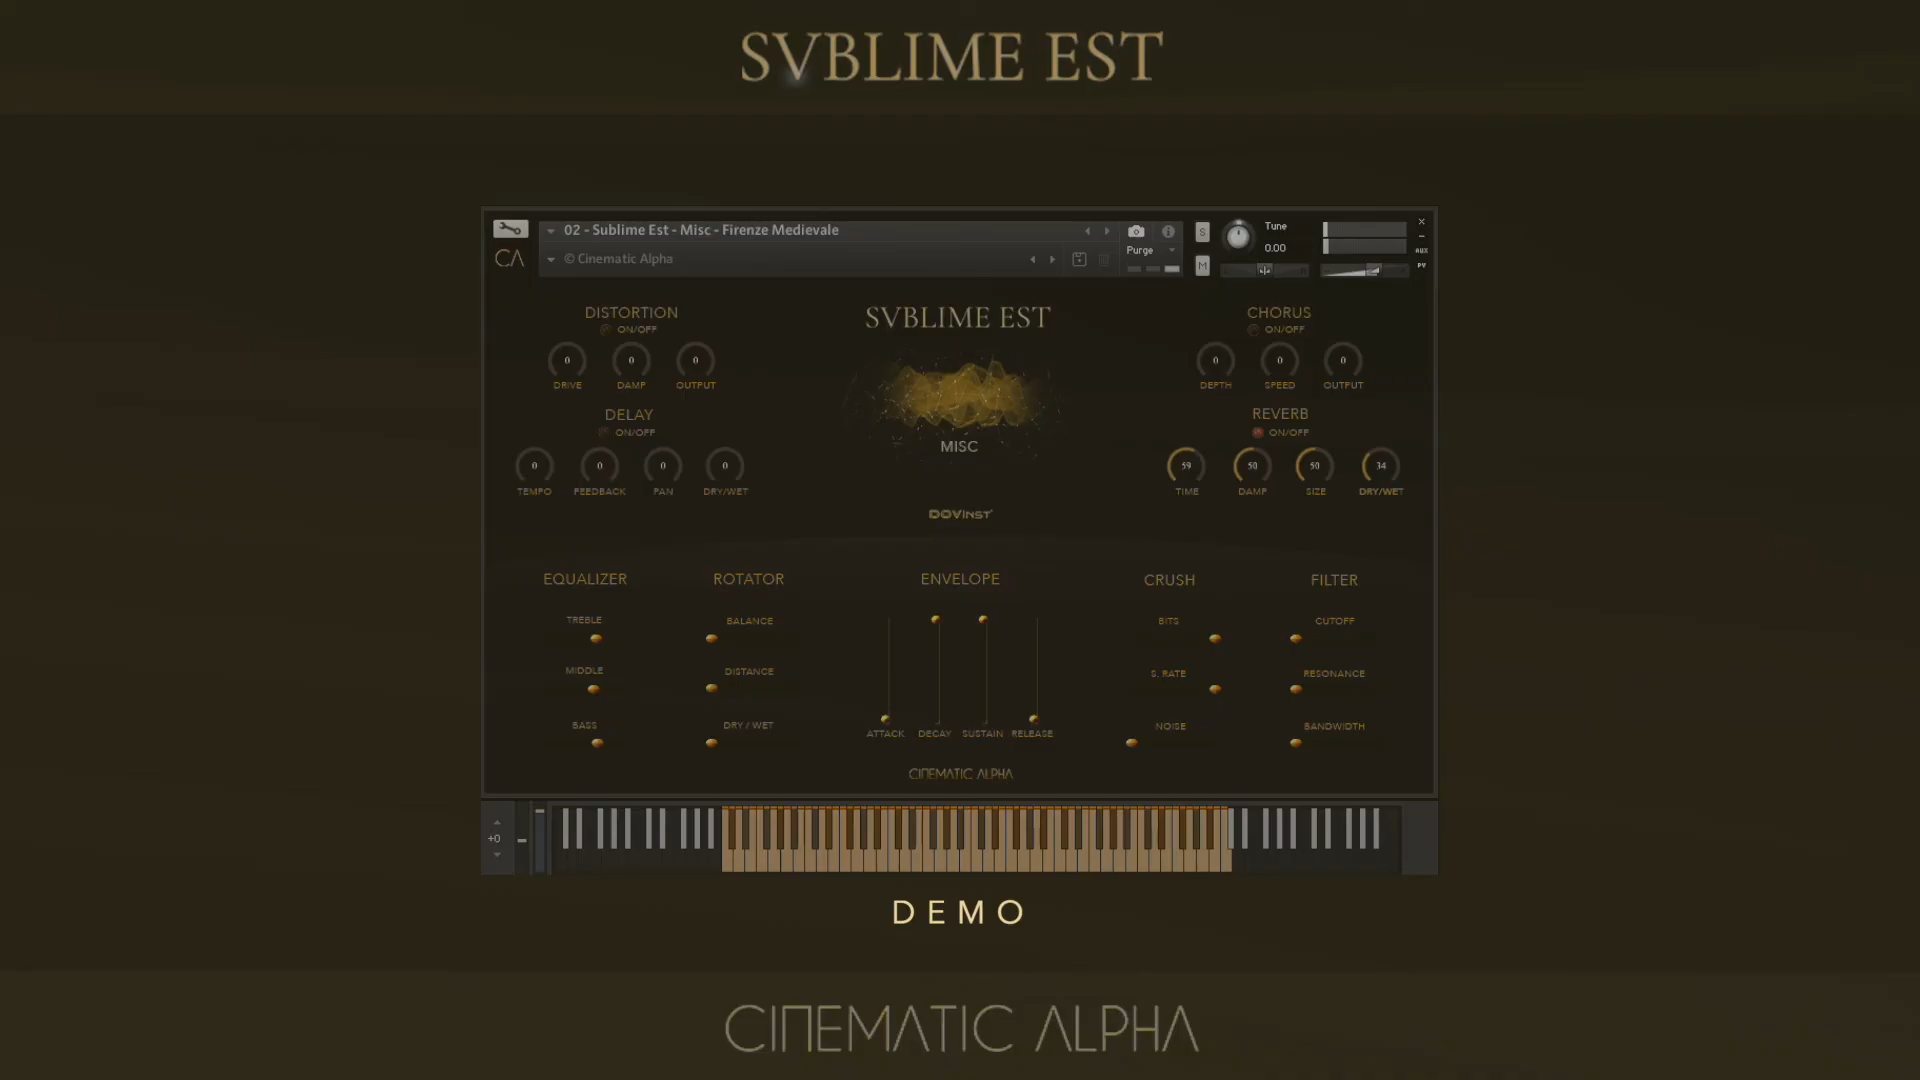 SVBLIME EST
02 - Sublime Est - Misc - Firenze Medievale
© Cinematic Alpha
CA
Purge
S
M
Tune
0.00
AUX
PV
DISTORTION
ON/OFF
0 0 0
DRIVE DAMP OUTPUT
DELAY
ON/OFF
0 0 0 0
TEMPO FEEDBACK PAN DRY/WET
SVBLIME EST
MISC
DOVINST
CHORUS
ON/OFF
0 0 0
DEPTH SPEED OUTPUT
REVERB
ON/OFF
59 50 50 34
TIME DAMP SIZE DRY/WET
EQUALIZER
TREBLE
MIDDLE
BASS
ROTATOR
BALANCE
DISTANCE
DRY / WET
ENVELOPE
ATTACK DECAY SUSTAIN RELEASE
CRUSH
BITS
S. RATE
NOISE
FILTER
CUTOFF
RESONANCE
BANDWIDTH
CINEMATIC ALPHA
+0
DEMO
CINEMATIC ALPHA